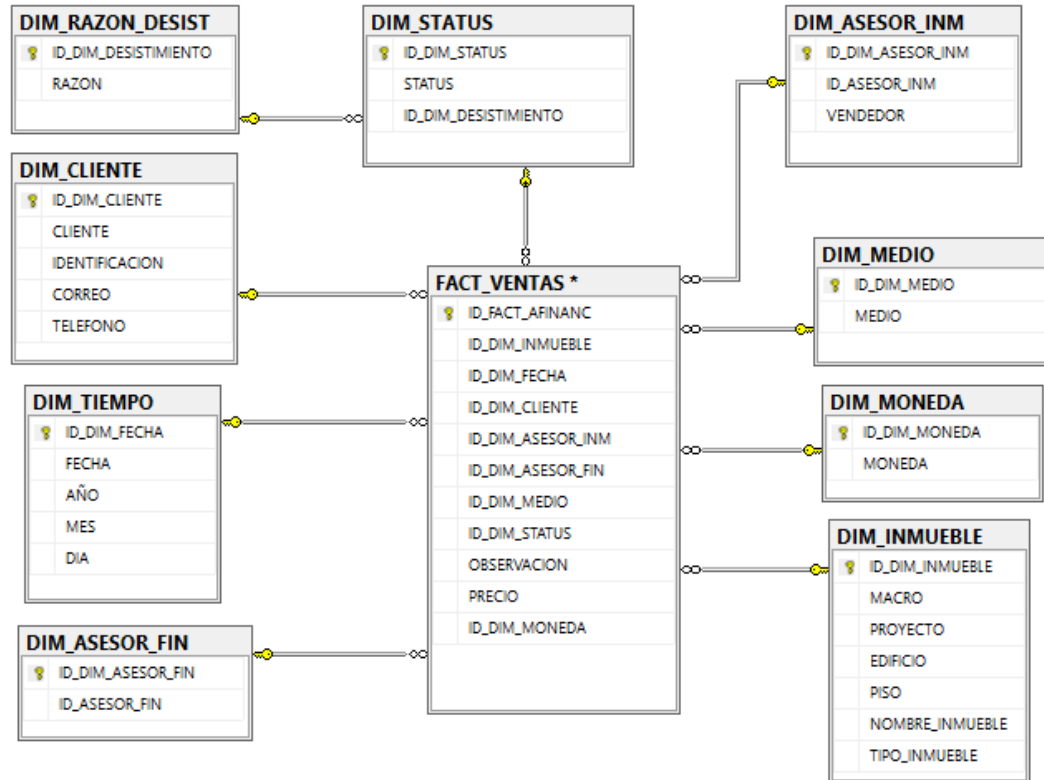 DIM_RAZON_DESIST
ID_DIM_DESISTIMIENTO
RAZON
DIM_STATUS
ID_DIM_STATUS
STATUS
ID_DIM_DESISTIMIENTO
DIM_ASESOR_INM
ID_DIM_ASESOR_INM
ID_ASESOR_INM
VENDEDOR
DIM_CLIENTE
ID_DIM_CLIENTE
CLIENTE
IDENTIFICACION
CORREO
TELEFONO
FACT_VENTAS *
ID_FACT_AFINANC
ID_DIM_INMUEBLE
ID_DIM_FECHA
ID_DIM_CLIENTE
ID_DIM_ASESOR_INM
ID_DIM_ASESOR_FIN
ID_DIM_MEDIO
ID_DIM_STATUS
OBSERVACION
PRECIO
ID_DIM_MONEDA
DIM_MEDIO
ID_DIM_MEDIO
MEDIO
DIM_TIEMPO
ID_DIM_FECHA
FECHA
AÑO
MES
DIA
DIM_MONEDA
ID_DIM_MONEDA
MONEDA
DIM_INMUEBLE
ID_DIM_INMUEBLE
MACRO
PROYECTO
EDIFICIO
PISO
NOMBRE_INMUEBLE
TIPO_INMUEBLE
DIM_ASESOR_FIN
ID_DIM_ASESOR_FIN
ID_ASESOR_FIN